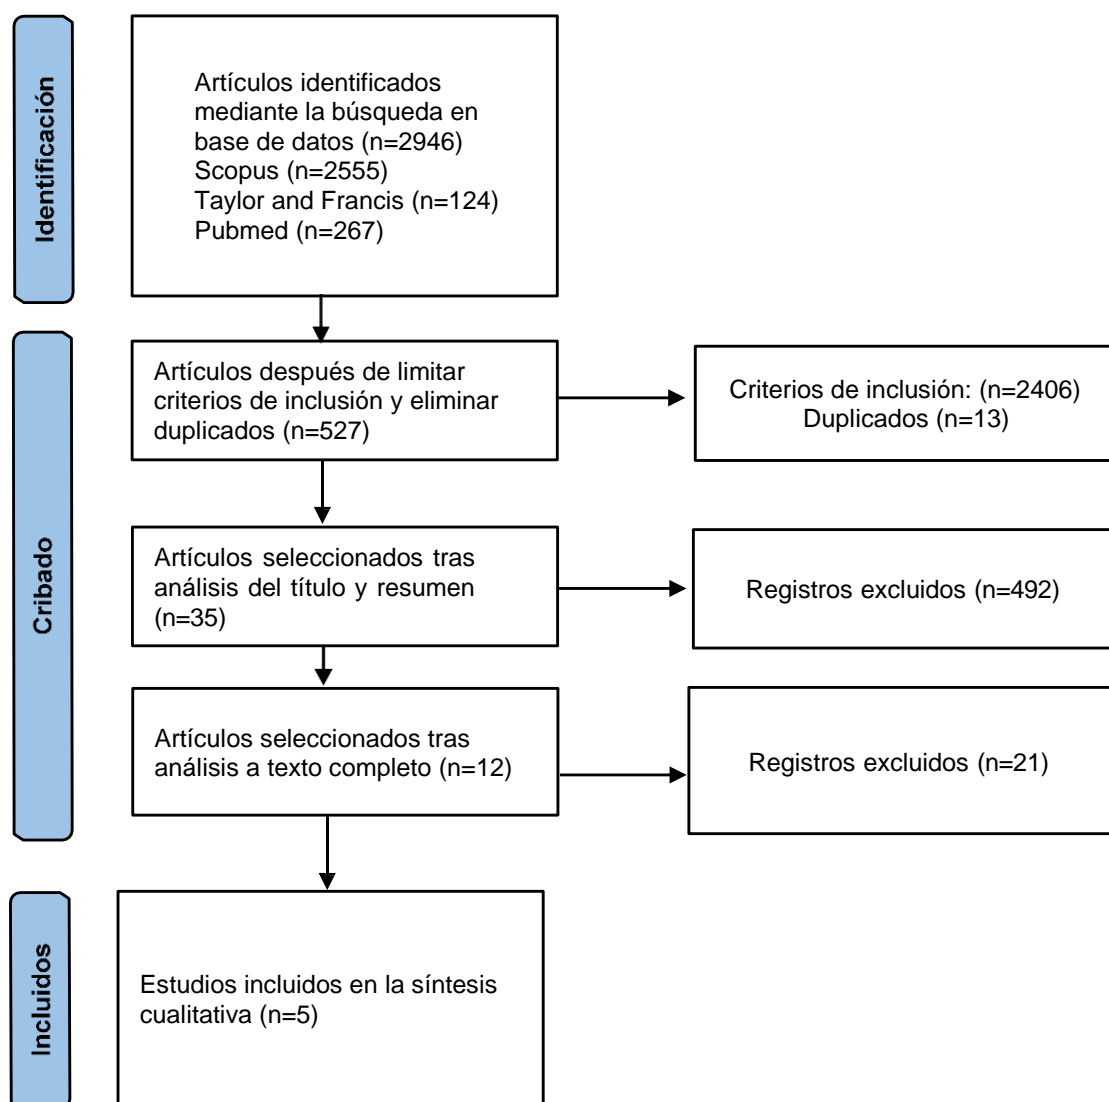 Identificación
Artículos identificados
mediante la búsqueda en
base de datos (n=2946)
Scopus (n=2555)
Taylor and Francis (n=124)
Pubmed (n=267)
Cribado
Artículos después de limitar
criterios de inclusión y eliminar
duplicados (n=527)
Criterios de inclusión: (n=2406)
Duplicados (n=13)
Artículos seleccionados tras
análisis del título y resumen
(n=35)
Registros excluidos (n=492)
Artículos seleccionados tras
análisis a texto completo (n=12)
Registros excluidos (n=21)
Incluidos
Estudios incluidos en la síntesis
cualitativa (n=5)